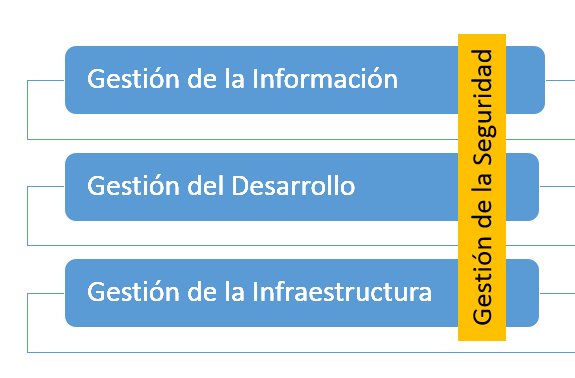 Gestión de la Información
Gestión del Desarrollo
Gestión de la Infraestructura
Gestión de la Seguridad